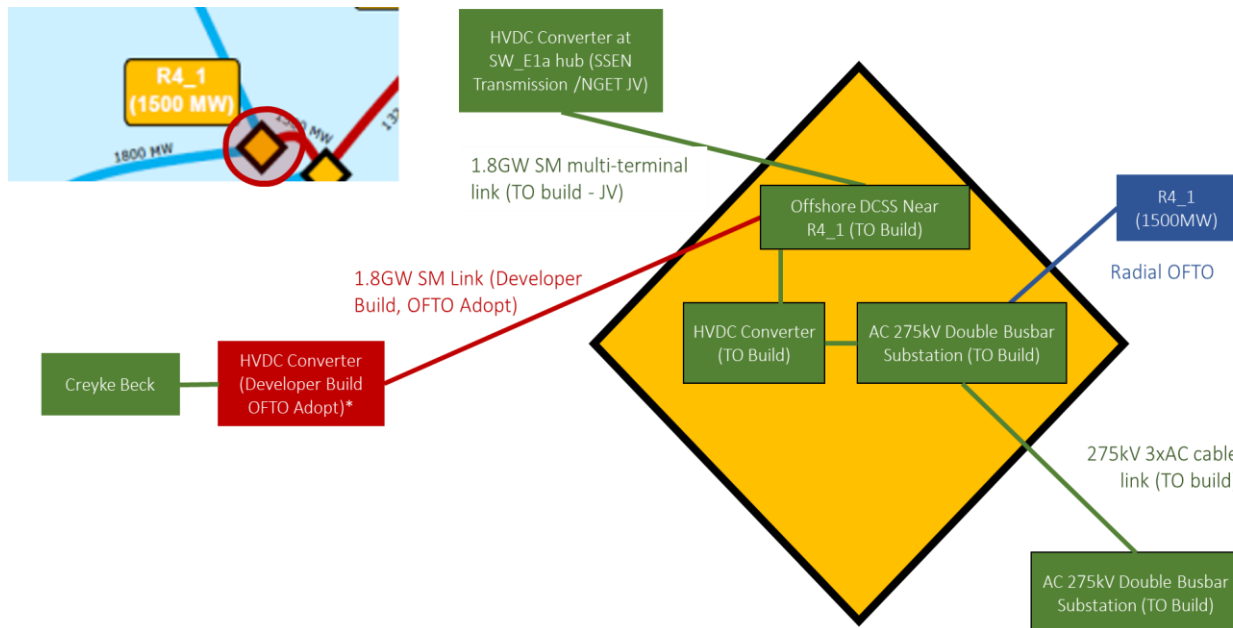 R4_1
(1500 MW)
1500 MW
1800 MW
HVDC Converter at
SW_E1a hub (SSEN
Transmission /NGET JV)
1.8GW SM multi-terminal
link (TO build - JV)
Offshore DCSS Near
R4_1 (TO Build)
R4_1
(1500MW)
Radial OFTO
1.8GW SM Link (Developer
Build, OFTO Adopt)
HVDC Converter
(TO Build)
AC 275kV Double Busbar
Substation (TO Build)
Creyke Beck
HVDC Converter
(Developer Build
OFTO Adopt)*
275kV 3xAC cable
link (TO build
AC 275kV Double Busbar
Substation (TO Build)